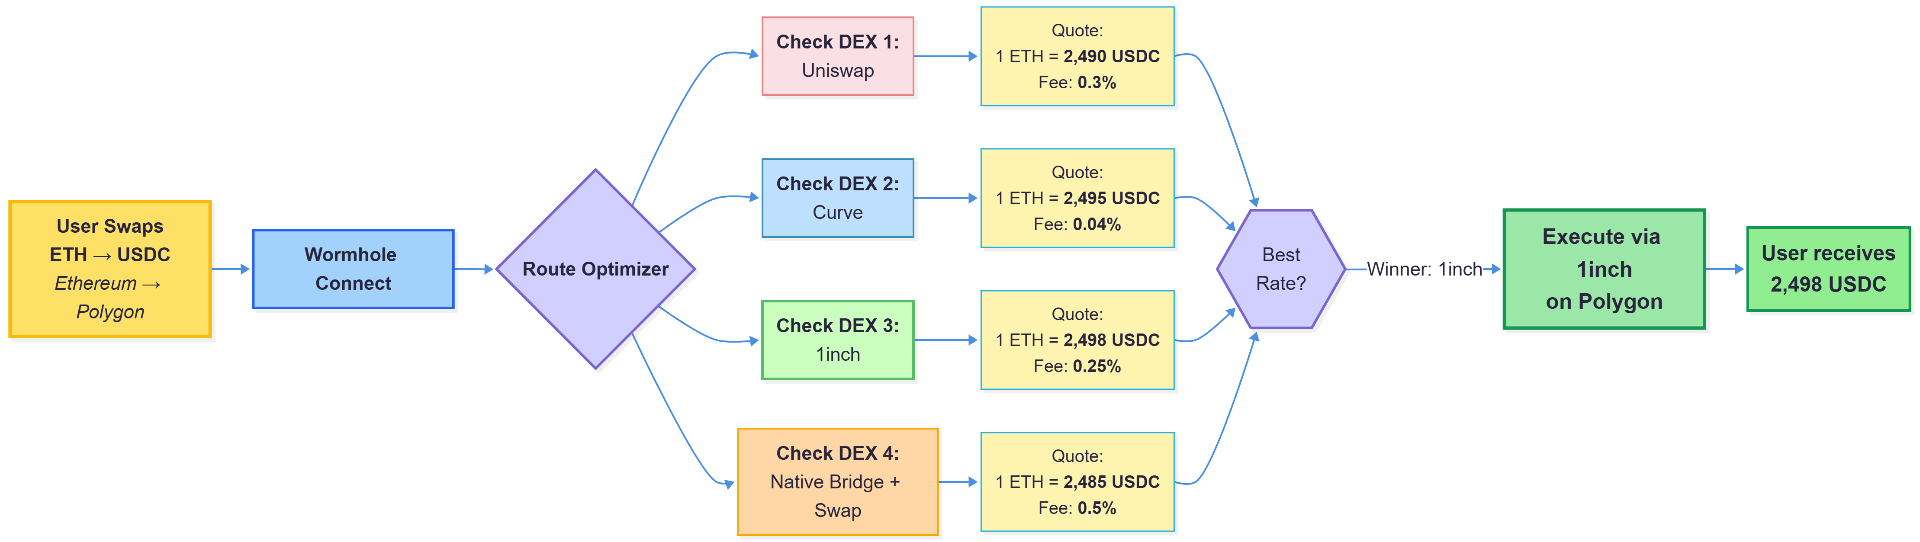 User Swaps
ETH → USDC
Ethereum →
Polygon
Wormhole
Connect
Route Optimizer
Check DEX 1:
Uniswap
Quote:
1 ETH = 2,490 USDC
Fee: 0.3%
Check DEX 2:
Curve
Quote:
1 ETH = 2,495 USDC
Fee: 0.04%
Check DEX 3:
1inch
Quote:
1 ETH = 2,498 USDC
Fee: 0.25%
Check DEX 4:
Native Bridge +
Swap
Quote:
1 ETH = 2,485 USDC
Fee: 0.5%
Best
Rate?
Winner: 1inch
Execute via
1inch
on Polygon
User receives
2,498 USDC